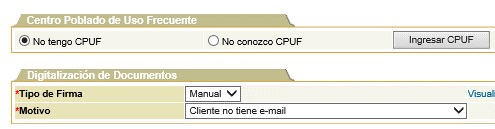 Centro Poblado de Uso Frecuente
No tengo CPUF No conozco CPUF Ingresar CPUF
Digitalización de Documentos
*Tipo de Firma Manual Visuali
*Motivo Cliente no tiene e-mail